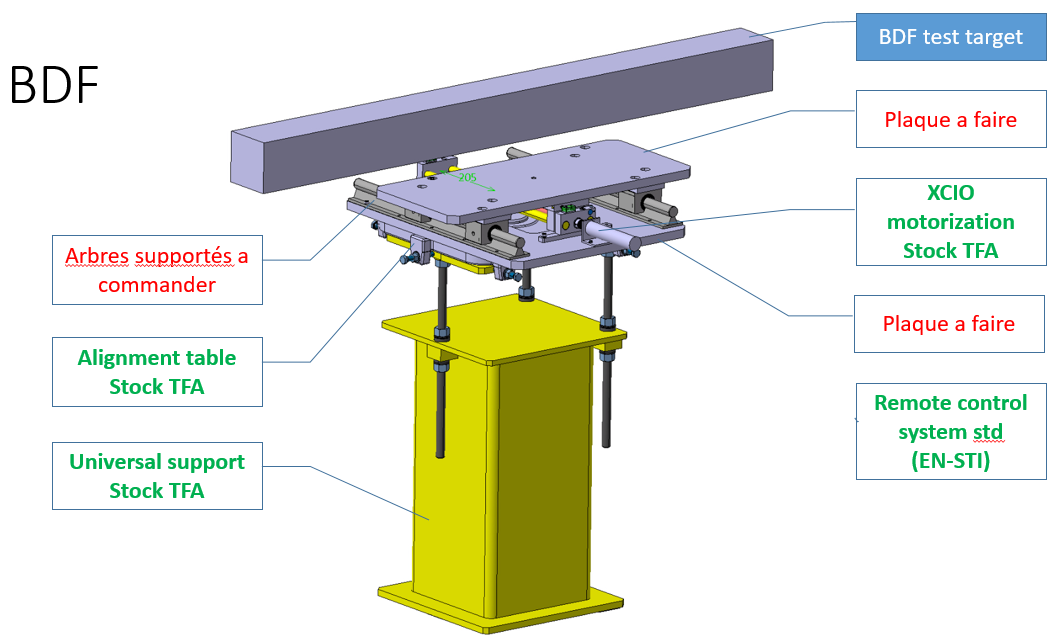 BDF
BDF test target
Plaque a faire
XCIO
motorization
Stock TFA
205
Arbres supportés a
commander
Plaque a faire
Alignment table
Stock TFA
Remote control
system std
(EN-STI)
Universal support
Stock TFA